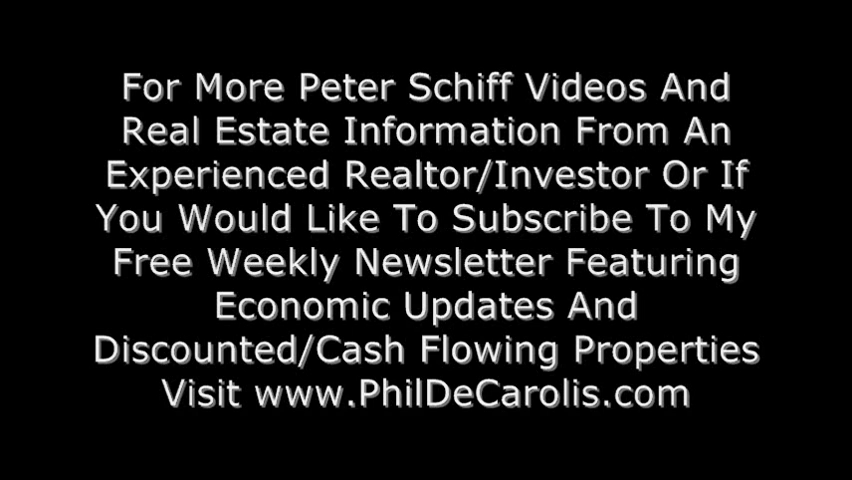 For More Peter Schiff Videos And
Real Estate Information From An
Experienced Realtor/Investor Or If
You Would Like To Subscribe To My
Free Weekly Newsletter Featuring
Economic Updates And
Discounted/Cash Flowing Properties
Visit www.PhilDeCarolis.com